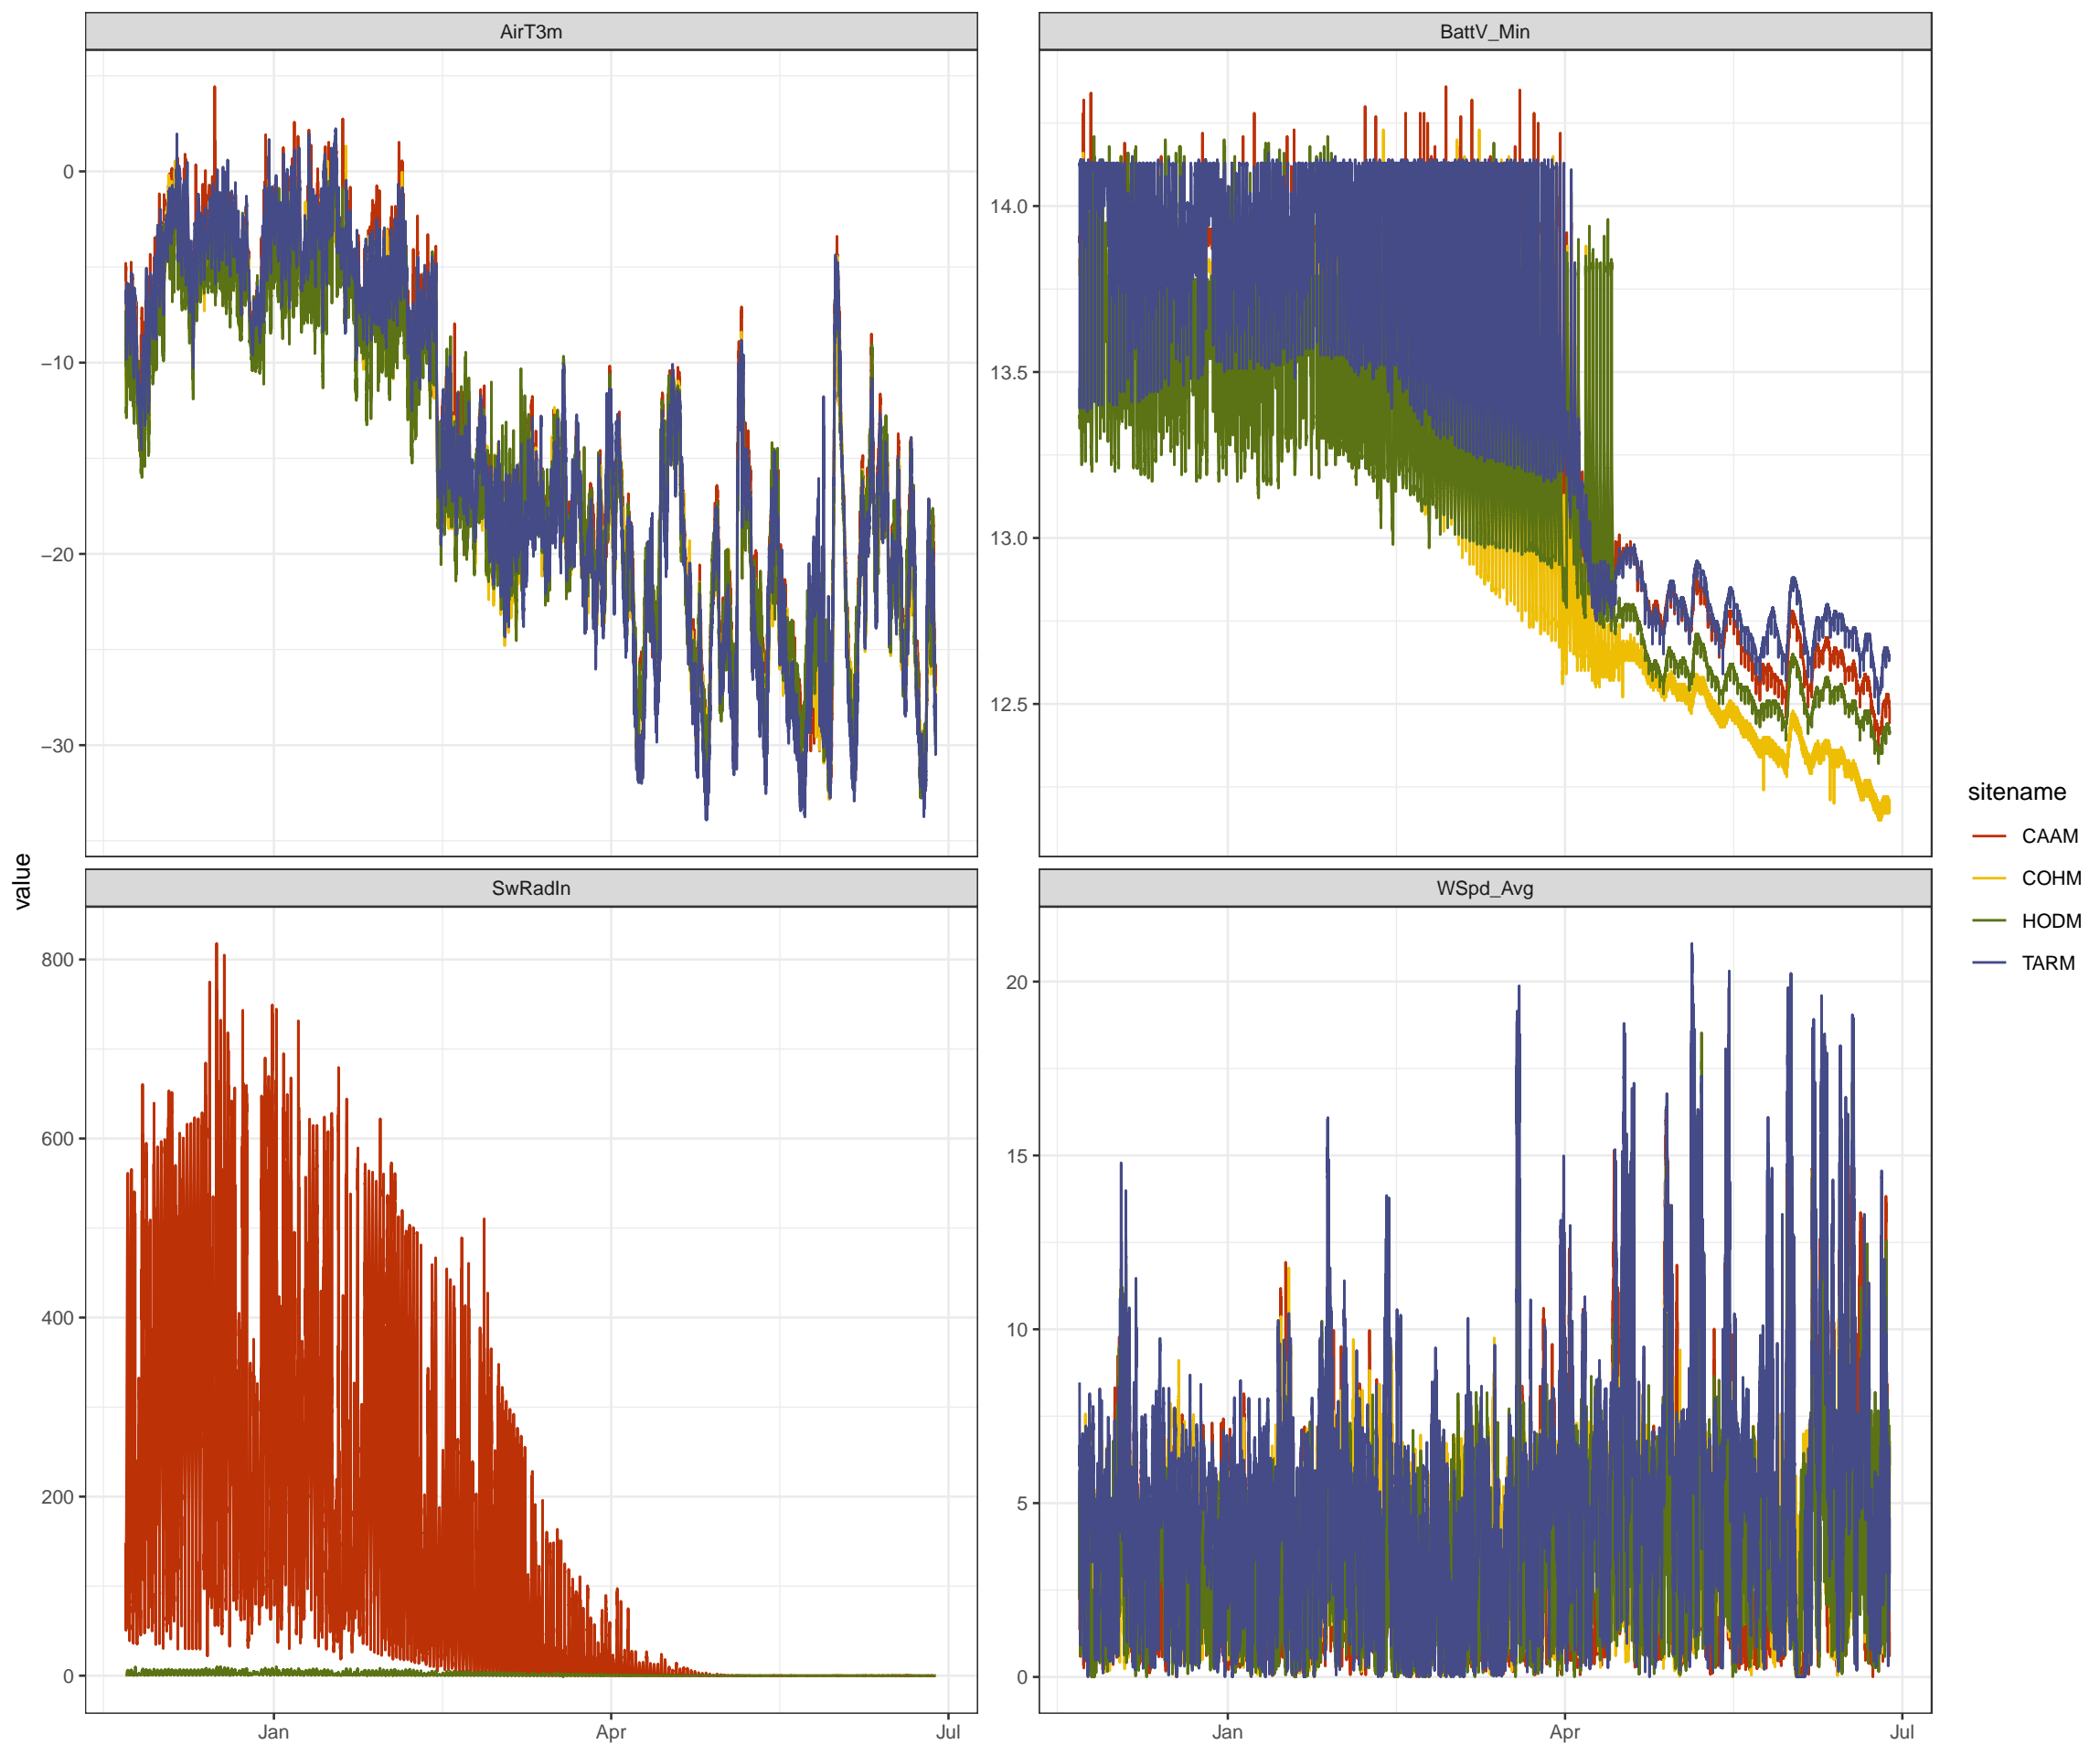 AirT3m
BattV_Min
0
−10
−20
−30
14.0
13.5
13.0
12.5
value
SwRadIn
WSpd_Avg
800
600
400
200
0
20
15
10
5
0
Jan
Apr
Jul
Jan
Apr
Jul
sitename
CAAM
COHM
HODM
TARM